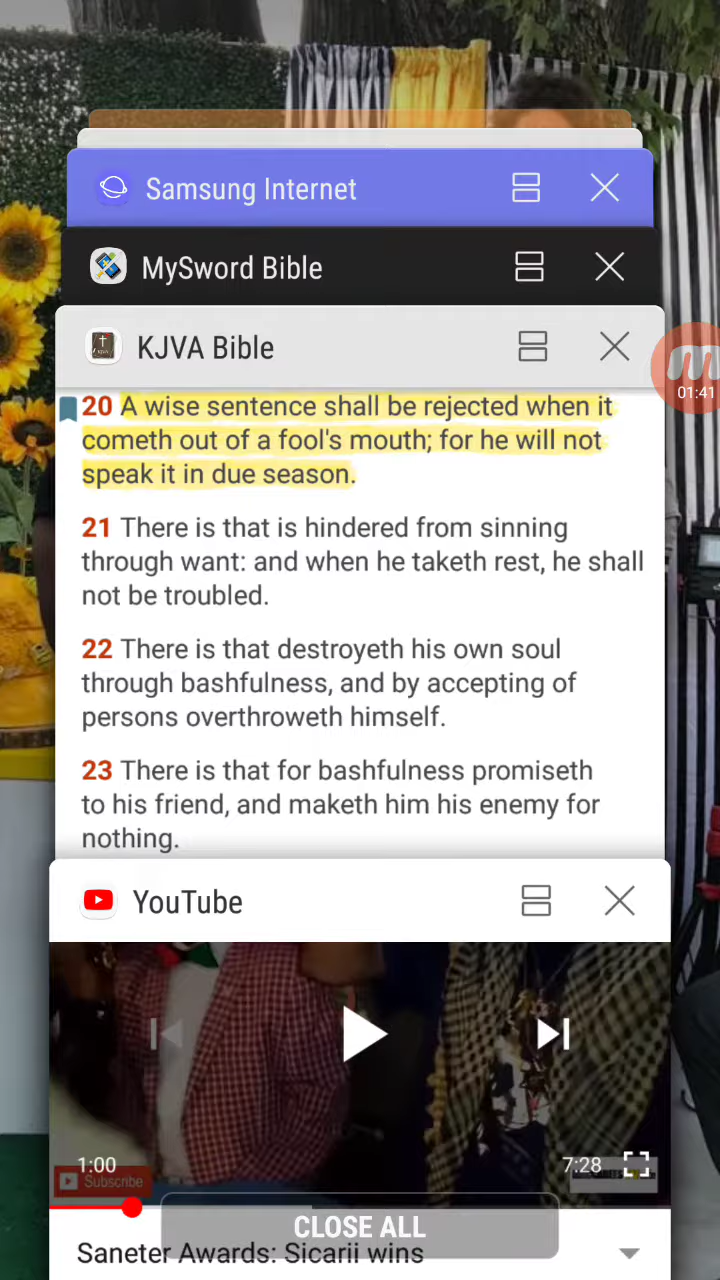 Samsung Internet
MySword Bible
KJVA Bible
01:41
20 A wise sentence shall be rejected when it
cometh out of a fool's mouth; for he will not
speak it in due season.
21 There is that is hindered from sinning
through want: and when he taketh rest, he shall
not be troubled.
22 There is that destroyeth his own soul
through bashfulness, and by accepting of
persons overthroweth himself.
23 There is that for bashfulness promiseth
to his friend, and maketh him his enemy for
nothing.
YouTube
1:00
7:28
Subscribe
CLOSE ALL
Saneter Awards: Sicarii wins